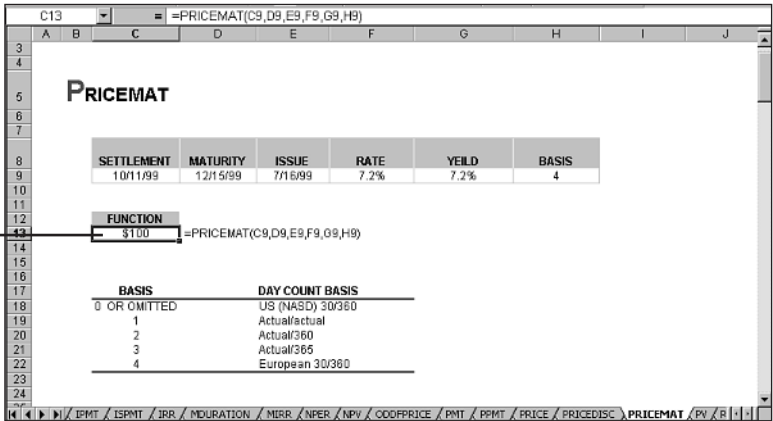 C13 = =PRICEMAT(C9,D9,E9,F9,G9,H9)
A B C D E F G H I J
3
4
5 PRICEMAT
6
7
8 SETTLEMENT MATURITY ISSUE RATE YEILD BASIS
9 10/11/99 12/15/99 7/16/99 7.2% 7.2% 4
10
11
12 FUNCTION
13 $100 =PRICEMAT(C9,D9,E9,F9,G9,H9)
14
15
16
17 BASIS DAY COUNT BASIS
18 0 OR OMITTED US (NASD) 30/360
19 1 Actual/actual
20 2 Actual/360
21 3 Actual/365
22 4 European 30/360
23
24
IPMT / ISPMT / IRR / MDURATION / MIRR / NPER / NPV / ODDFPRICE / PMT / PPMT / PRICE / PRICEDISC \ PRICEMAT / PV / R